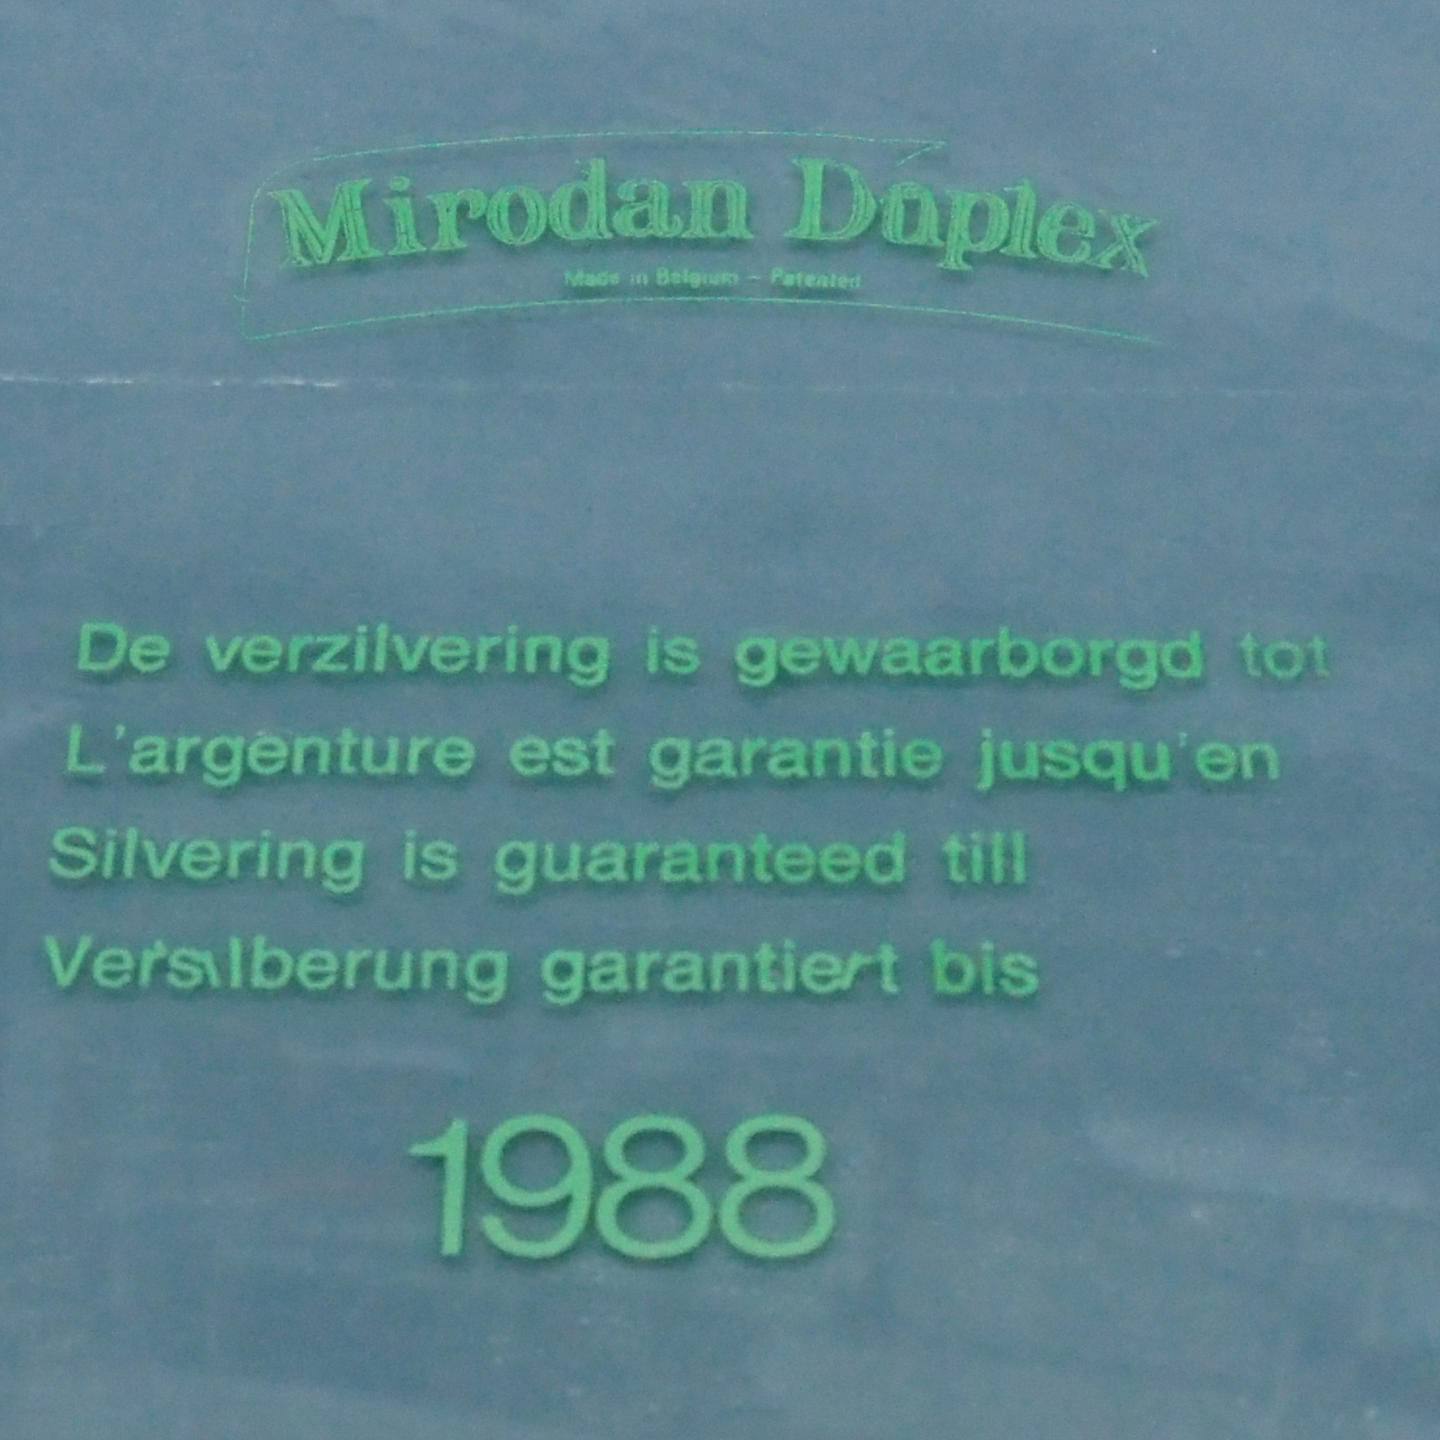 Mirodan Duplex
Made in Belgium - Patented
De verzilvering is gewaarborgd tot
L'argenture est garantie jusqu'en
Silvering is guaranteed till
Versilberung garantiert bis
1988